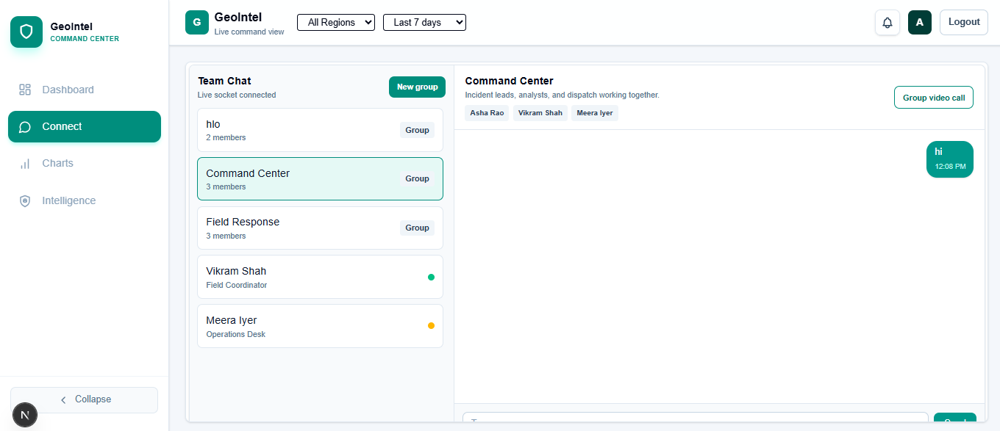 GeoIntel
COMMAND CENTER
Dashboard
Connect
Charts
Intelligence
Collapse
N
G
GeoIntel
Live command view
All Regions
Last 7 days
A
Logout
Team Chat
Live socket connected
New group
hlo
2 members
Group
Command Center
3 members
Group
Field Response
3 members
Group
Vikram Shah
Field Coordinator
Meera Iyer
Operations Desk
Command Center
Incident leads, analysts, and dispatch working together.
Asha Rao
Vikram Shah
Meera Iyer
Group video call
hi
12:08 PM